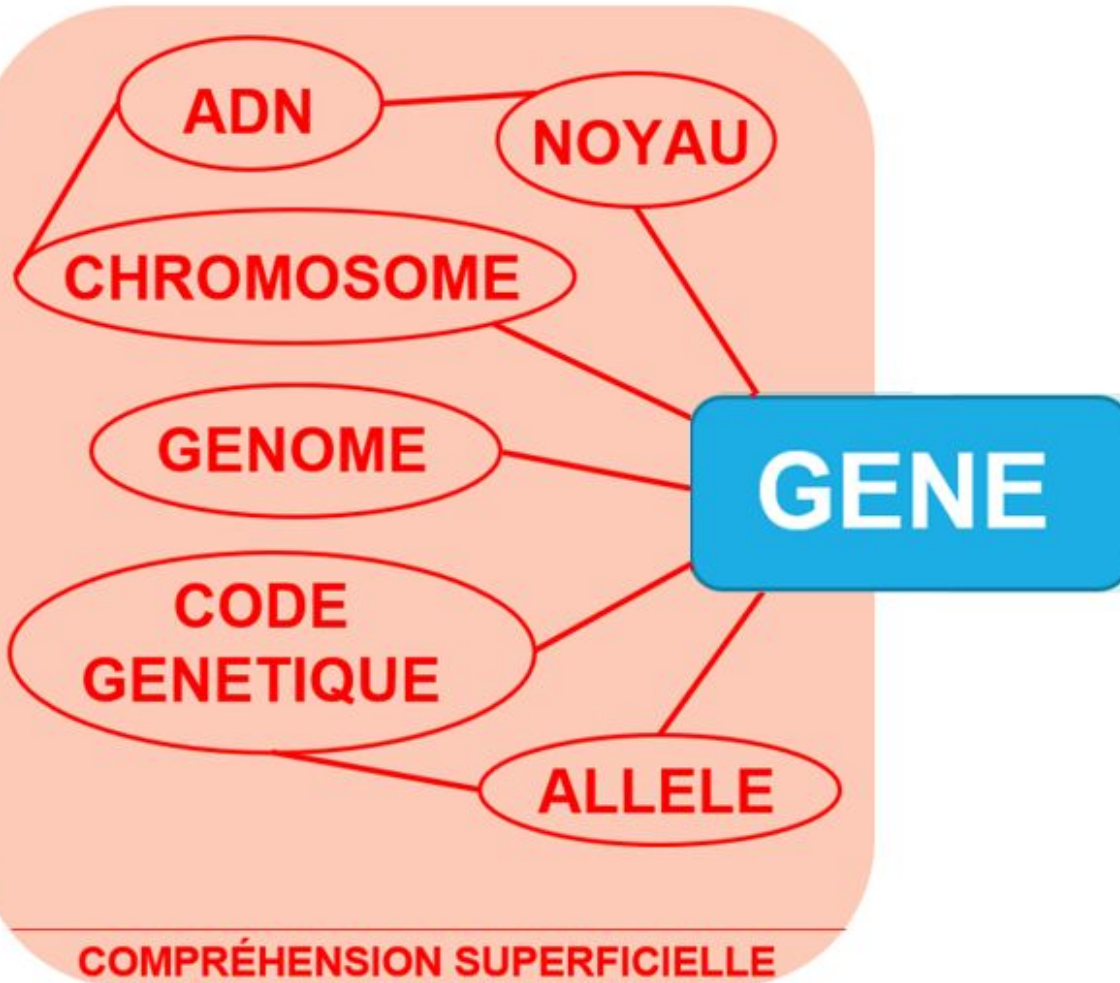 ADN
NOYAU
CHROMOSOME
GENOME
GENE
CODE
GENETIQUE
ALLELE
COMPRÉHENSION SUPERFICIELLE